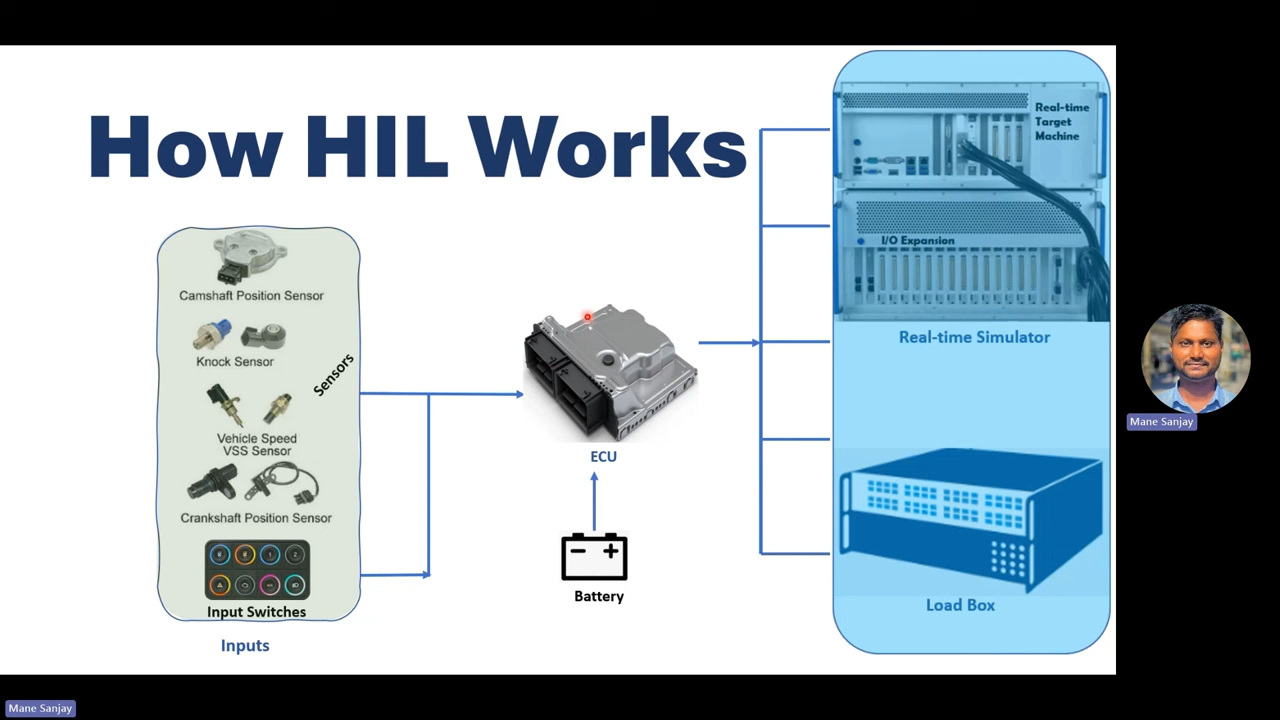 How HIL Works
Camshaft Position Sensor
Knock Sensor
Sensors
Vehicle Speed
VSS Sensor
Crankshaft Position Sensor
Input Switches
Inputs
ECU
Battery
Real-time
Target
Machine
I/O Expansion
Real-time Simulator
Load Box
Mane Sanjay
Mane Sanjay